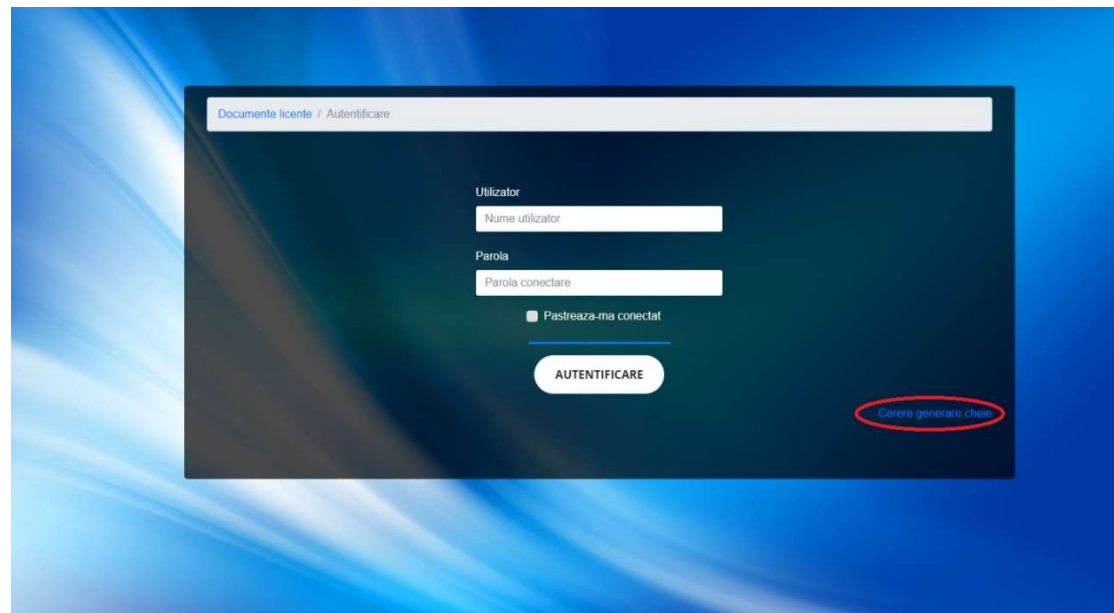 Documente licente / Autentificare
Utilizator
Nume utilizator
Parola
Parola conectare
Pastreaza-ma conectat
AUTENTIFICARE
Cerere generare cheie